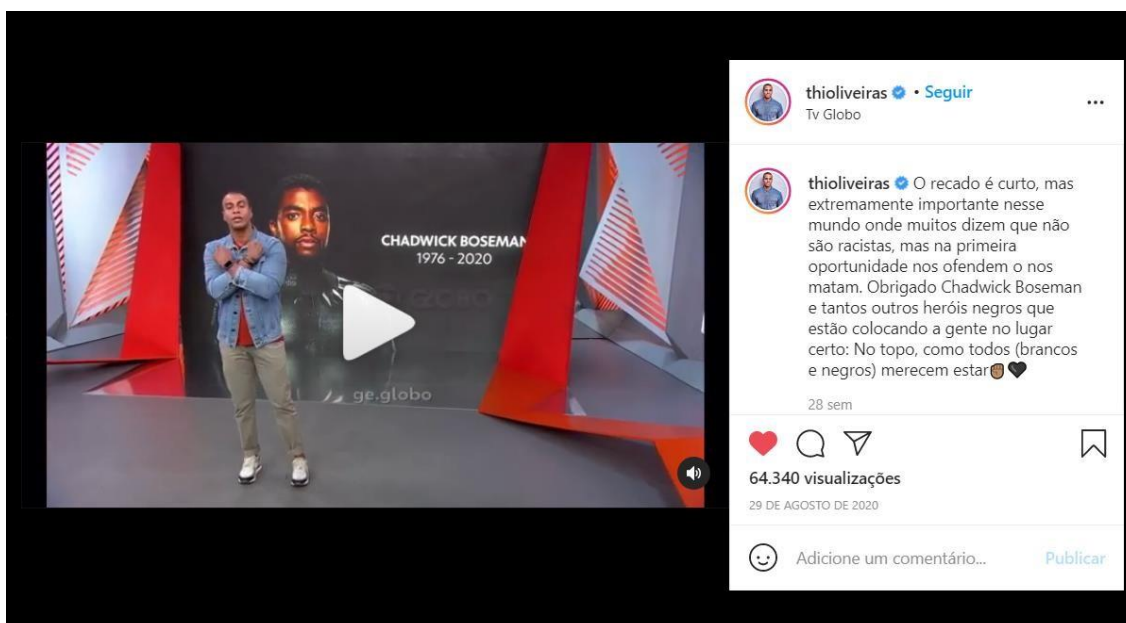 CHADWICK BOSEMAN
1976 - 2020
ge.globo
thioliveiras • Seguir
Tv Globo
thioliveiras O recado é curto, mas
extremamente importante nesse
mundo onde muitos dizem que não
são racistas, mas na primeira
oportunidade nos ofendem o nos
matam. Obrigado Chadwick Boseman
e tantos outros heróis negros que
estão colocando a gente no lugar
certo: No topo, como todos (brancos
e negros) merecem estar✊🏾🖤
28 sem
64.340 visualizações
29 DE AGOSTO DE 2020
Adicione um comentário... Publicar